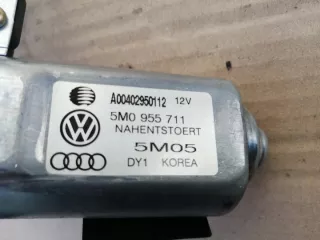 A00402950112 12V
5M0 955 711
NAHENTSTOERT
5M05
DY1 KOREA